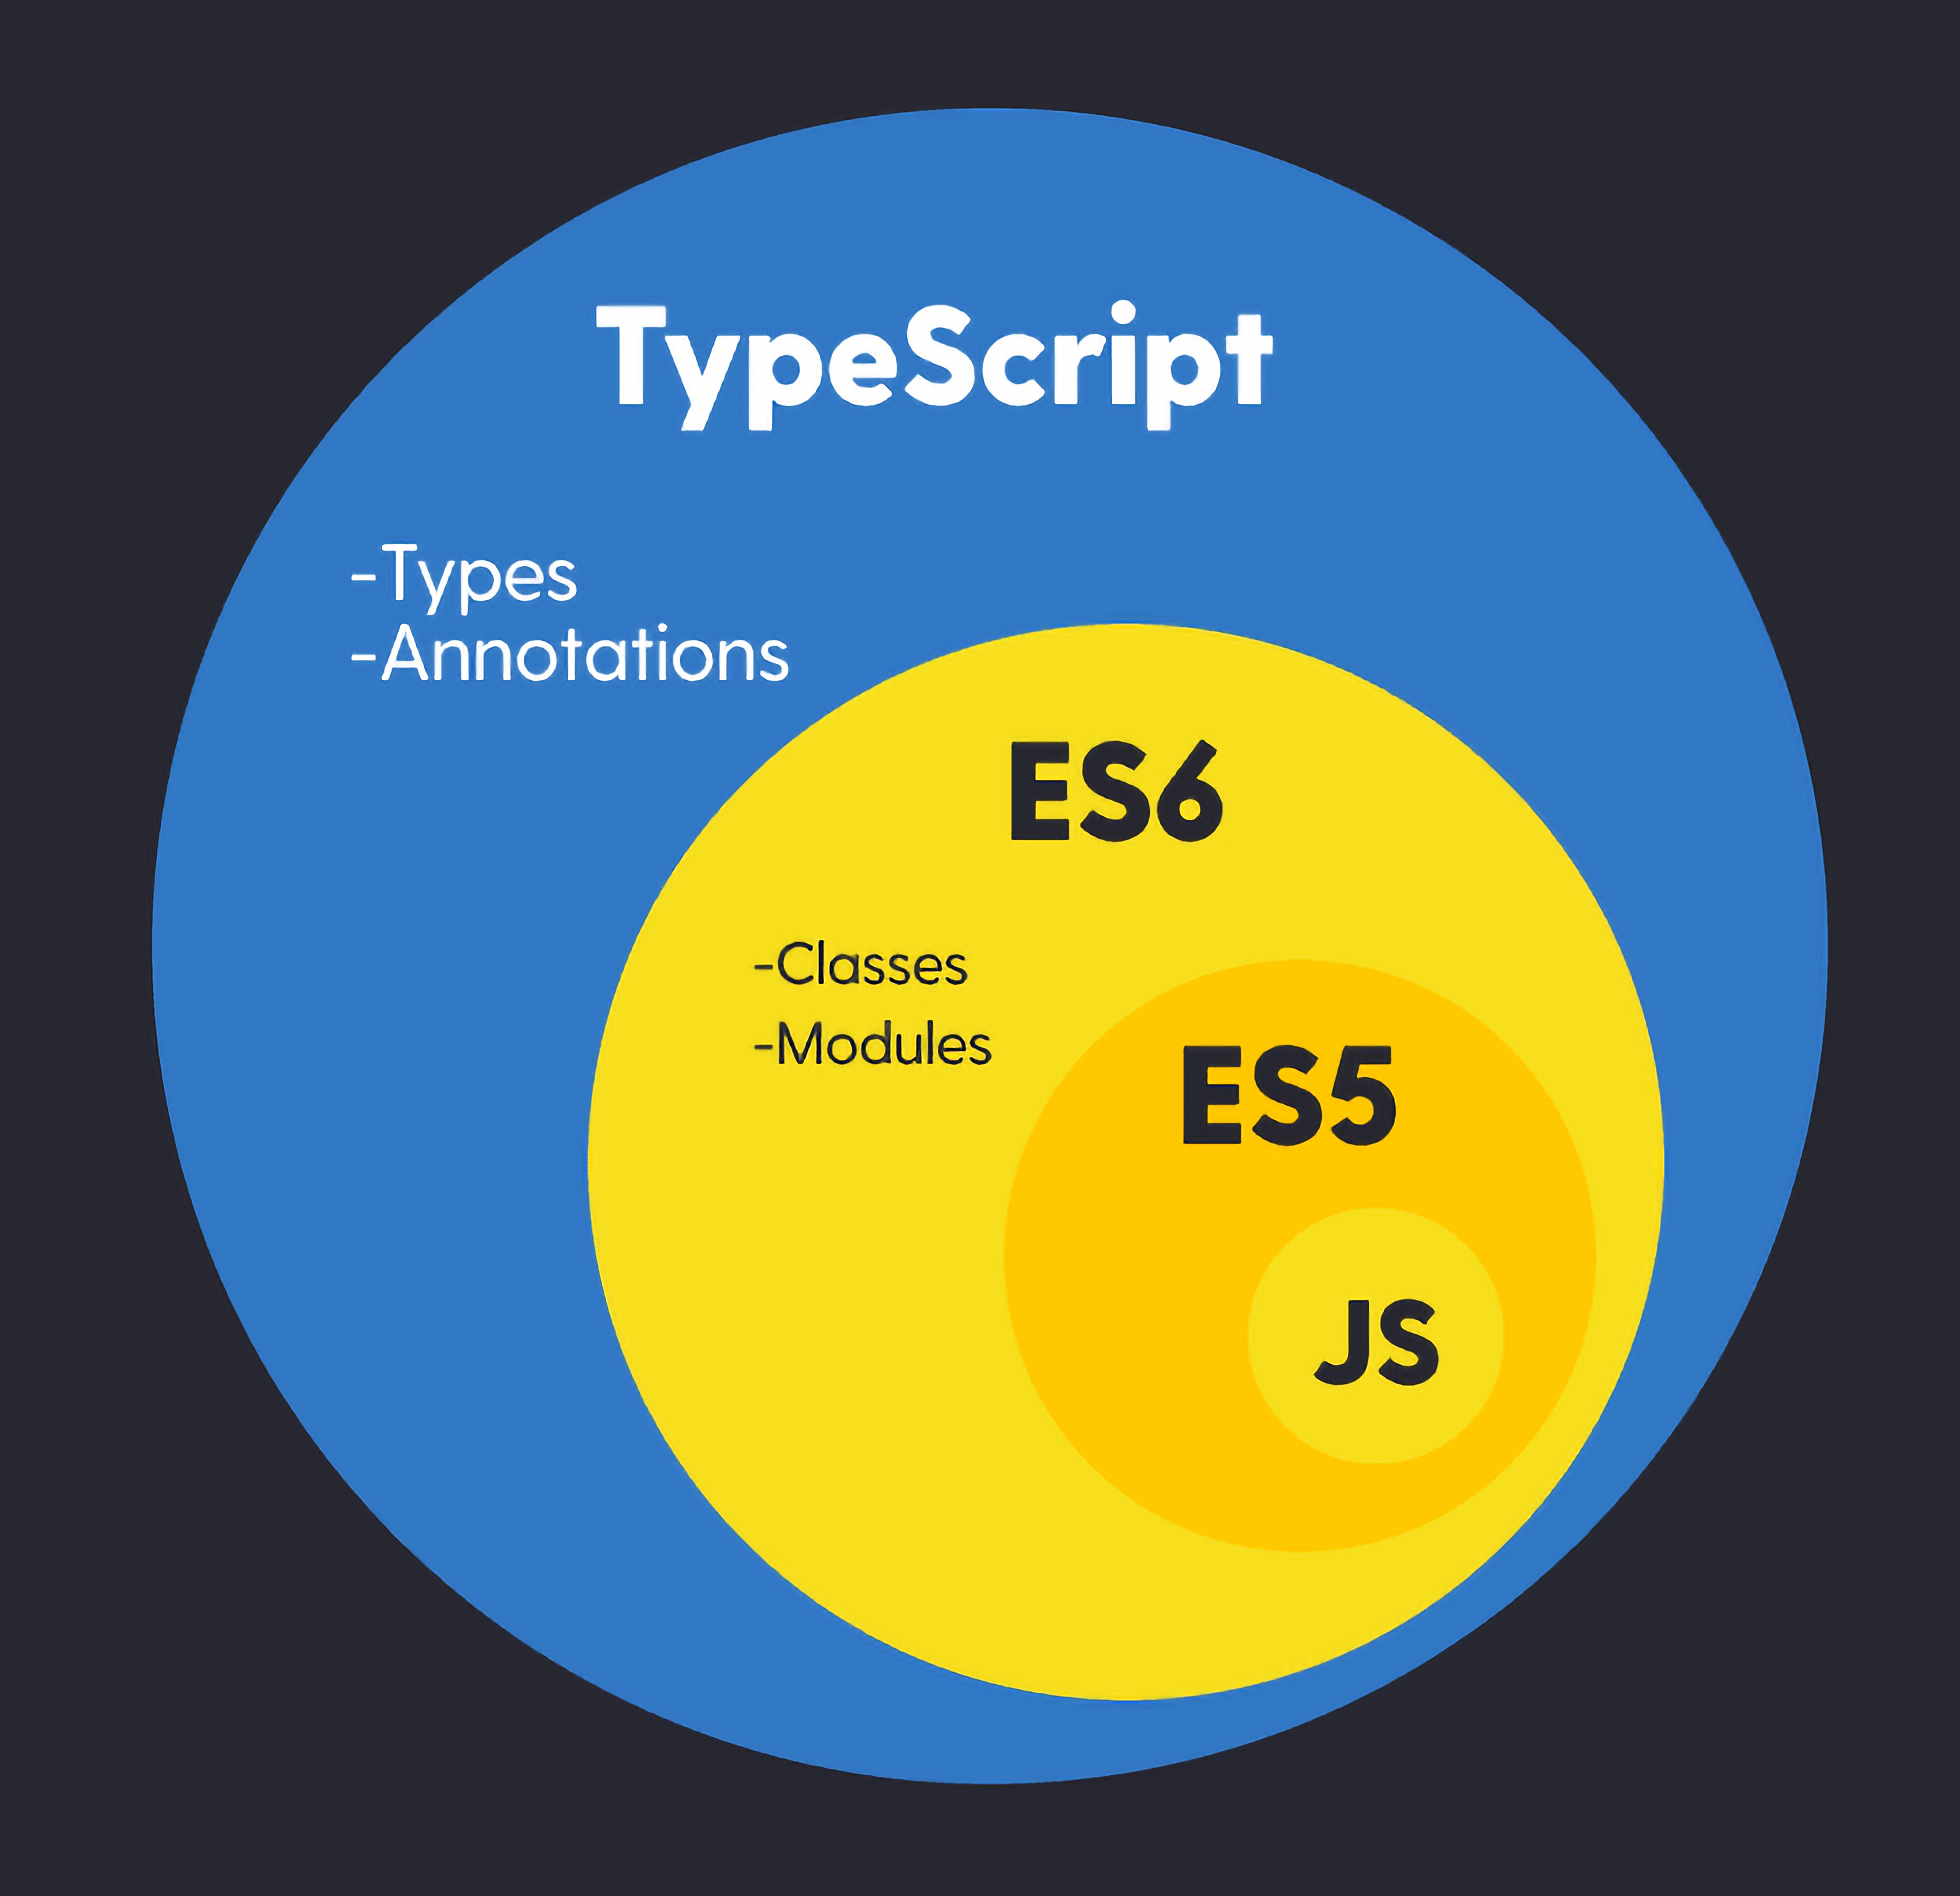 TypeScript
-Types
-Annotations
ES6
-Classes
-Modules
ES5
JS